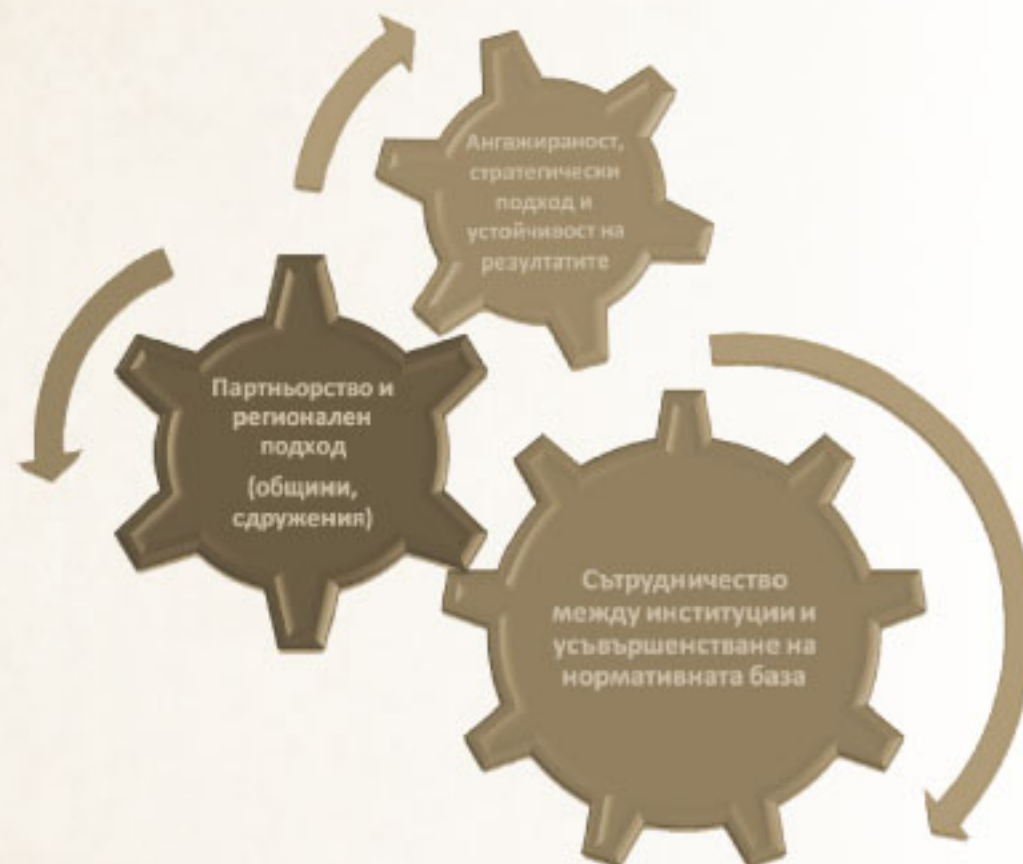 Ангажираност,
стратегически
подход и
устойчивост на
резултатите
Партньорство и
регионален
подход
(общини,
сдружения)
Сътрудничество
между институции и
усъвършенстване на
нормативната база